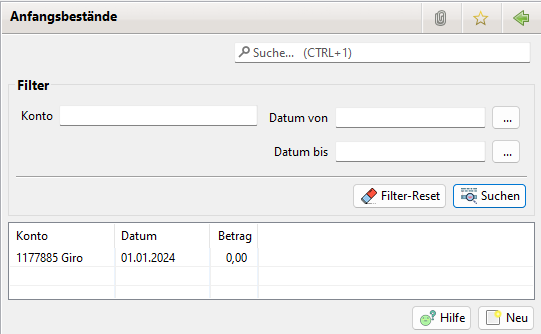 Anfangsbestände
Suche... (CTRL+1)
Filter
Konto
Datum von
...
Datum bis
...
Filter-Reset
Suchen
Konto Datum Betrag
1177885 Giro 01.01.2024 0,00
Hilfe
Neu